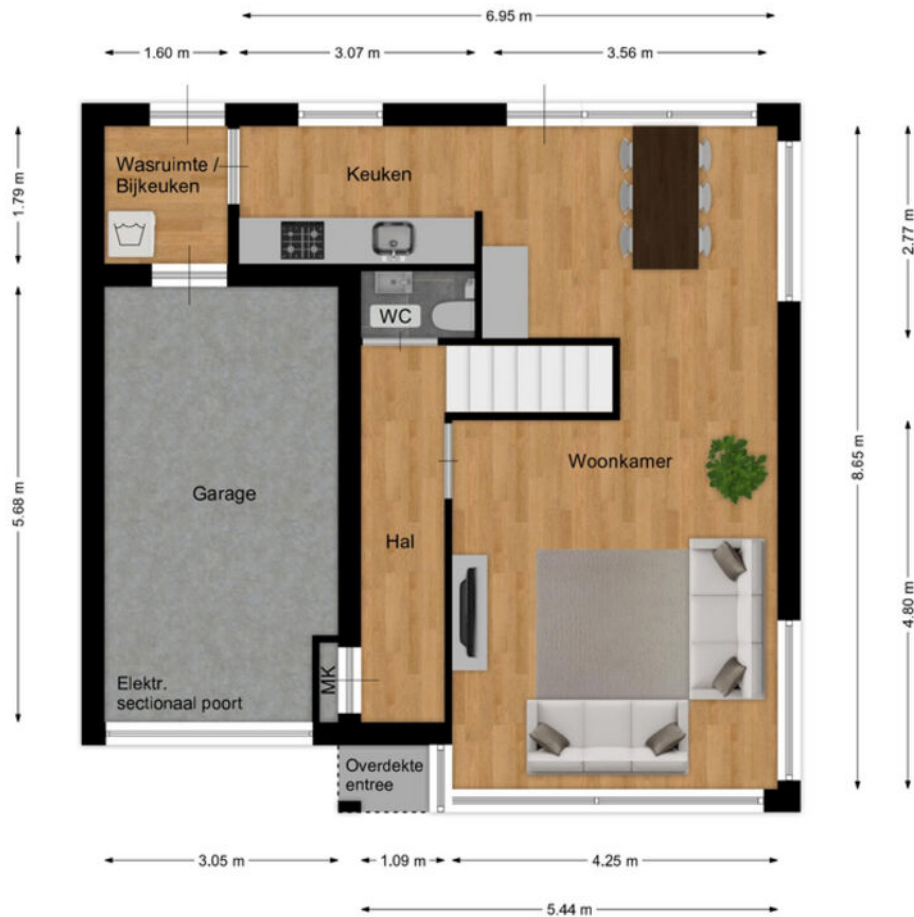 6.95 m
1.60 m
3.07 m
3.56 m
Wasruimte /
Bijkeuken
Keuken
1.79 m
2.77 m
WC
Woonkamer
8.65 m
Garage
5.68 m
Hal
4.80 m
MK
Elektr.
sectionaal poort
Overdekte
entree
3.05 m
1.09 m
4.25 m
5.44 m